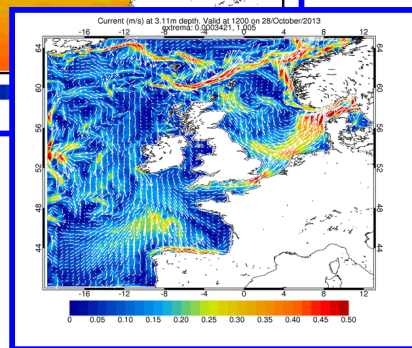 Current (m/s) at 3.11m depth. Valid at 1200 on 28/October/2013
extrema: 0.0003421, 1.005
-16 -12 -8 -4 0 4 8 12
64 64
60 60
56 56
52 52
48 48
44 44
-16 -12 -8 -4 0 4 8 12
0 0.05 0.10 0.15 0.20 0.25 0.30 0.35 0.40 0.45 0.50